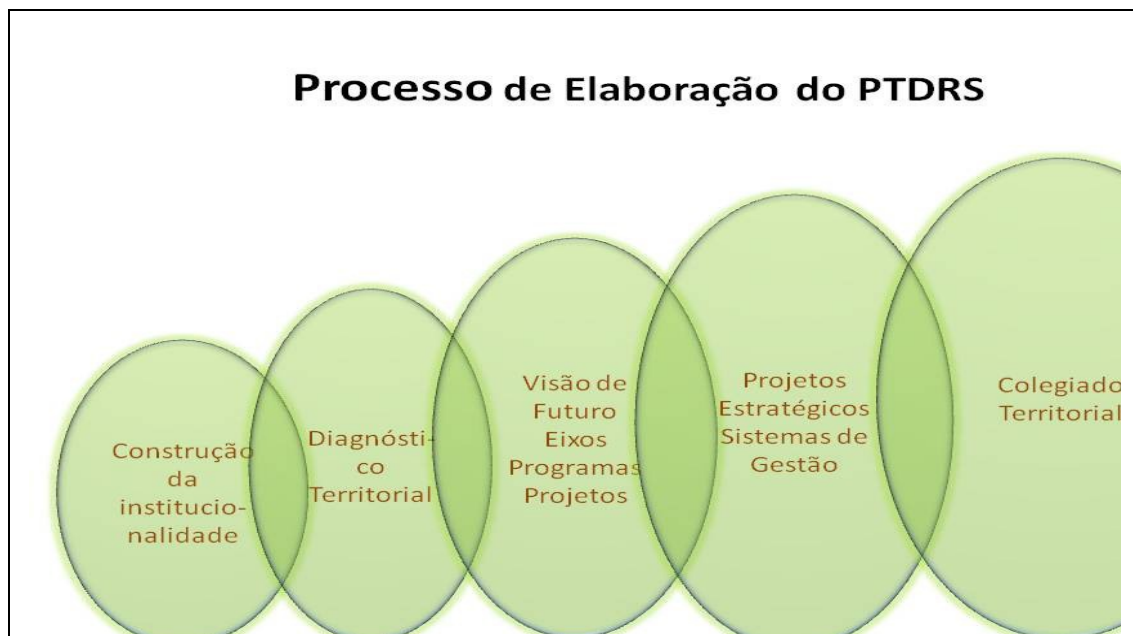 Processo de Elaboração do PTDRS
Construção
da
institucio-
nalidade
Diagnósti-
co
Territorial
Visão de
Futuro
Eixos
Programas
Projetos
Projetos
Estratégicos
Sistemas de
Gestão
Colegiado
Territorial